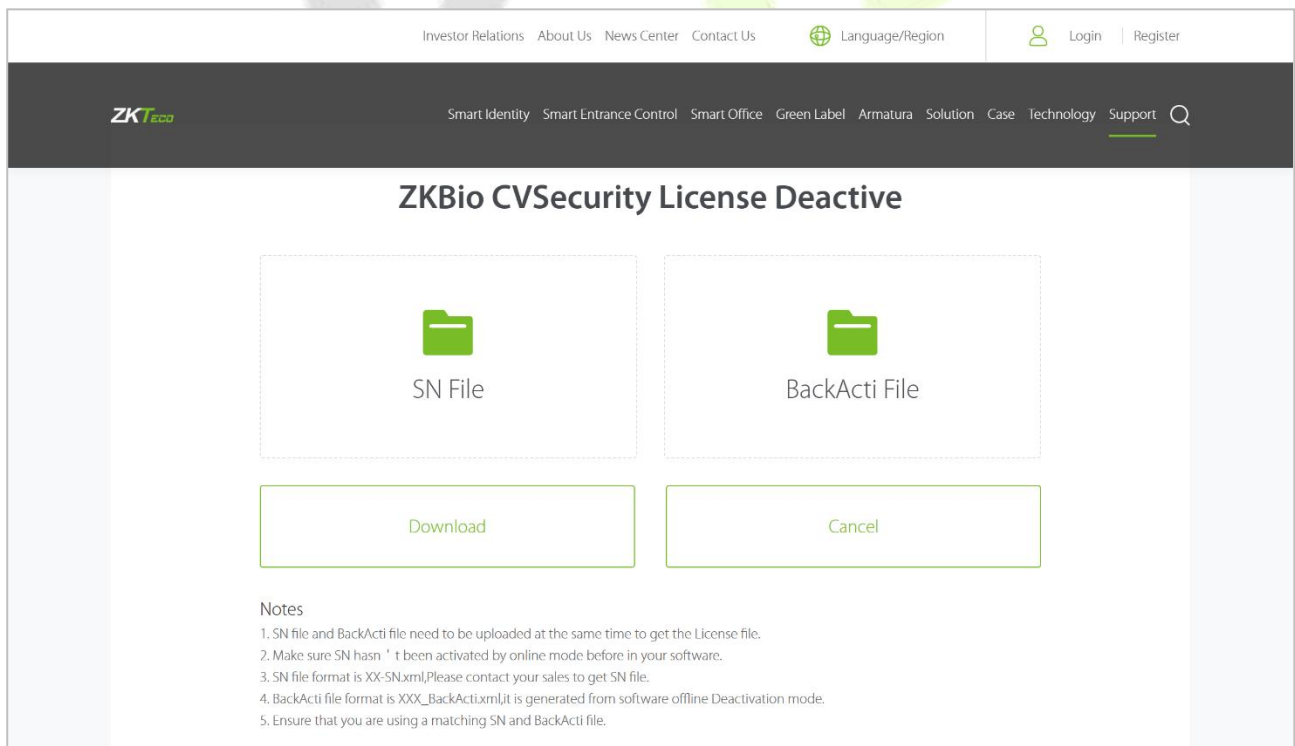 Investor Relations About Us News Center Contact Us Language/Region Login Register
ZKTeco Smart Identity Smart Entrance Control Smart Office Green Label Armatura Solution Case Technology Support
ZKBio CVSecurity License Deactive
SN File BackActi File
Download Cancel
Notes
1. SN file and BackActi file need to be uploaded at the same time to get the License file.
2. Make sure SN hasn ' t been activated by online mode before in your software.
3. SN file format is XX-SN.xml,Please contact your sales to get SN file.
4. BackActi file format is XXX_BackActi.xml,it is generated from software offline Deactivation mode.
5. Ensure that you are using a matching SN and BackActi file.